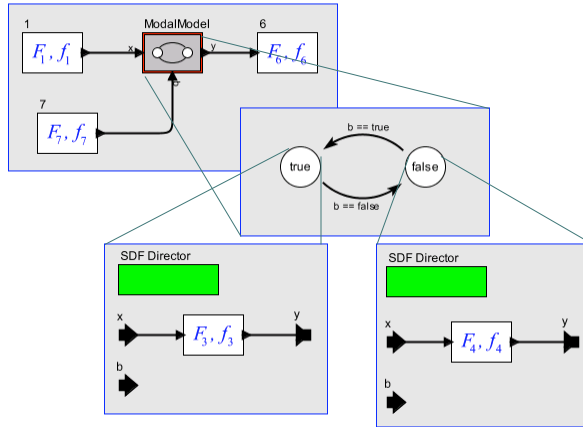 1
ModalModel
6
F₁, f₁
x
y
F₆, f₆
b
7
F₇, f₇
b == true
true
false
b == false
SDF Director
x
F₃, f₃
y
b
SDF Director
x
F₄, f₄
y
b